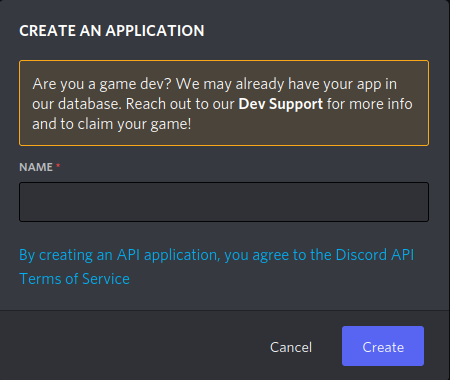 CREATE AN APPLICATION
Are you a game dev? We may already have your app in
our database. Reach out to our Dev Support for more info
and to claim your game!
NAME *
By creating an API application, you agree to the Discord API
Terms of Service
Cancel
Create